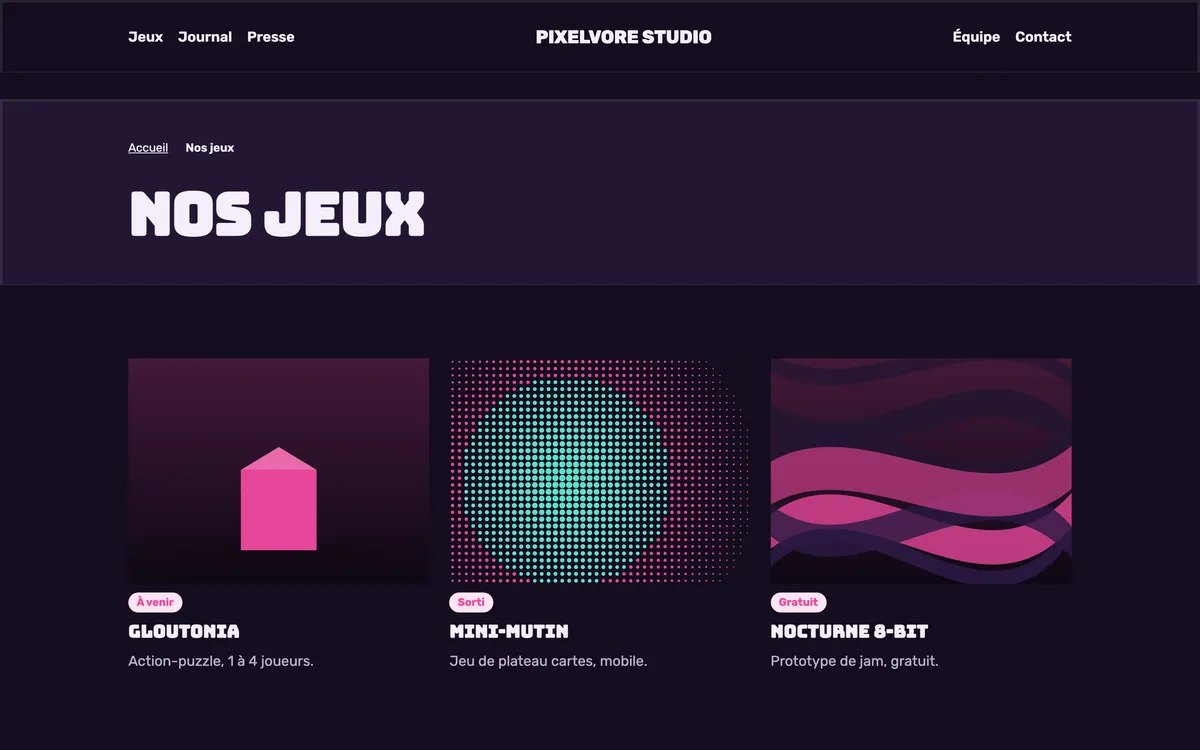 Jeux Journal Presse PIXELVORE STUDIO Équipe Contact
Accueil Nos jeux
NOS JEUX
À venir Sorti Gratuit
GLOUTONIA MINI-MUTIN NOCTURNE 8-BIT
Action-puzzle, 1 à 4 joueurs. Jeu de plateau cartes, mobile. Prototype de jam, gratuit.